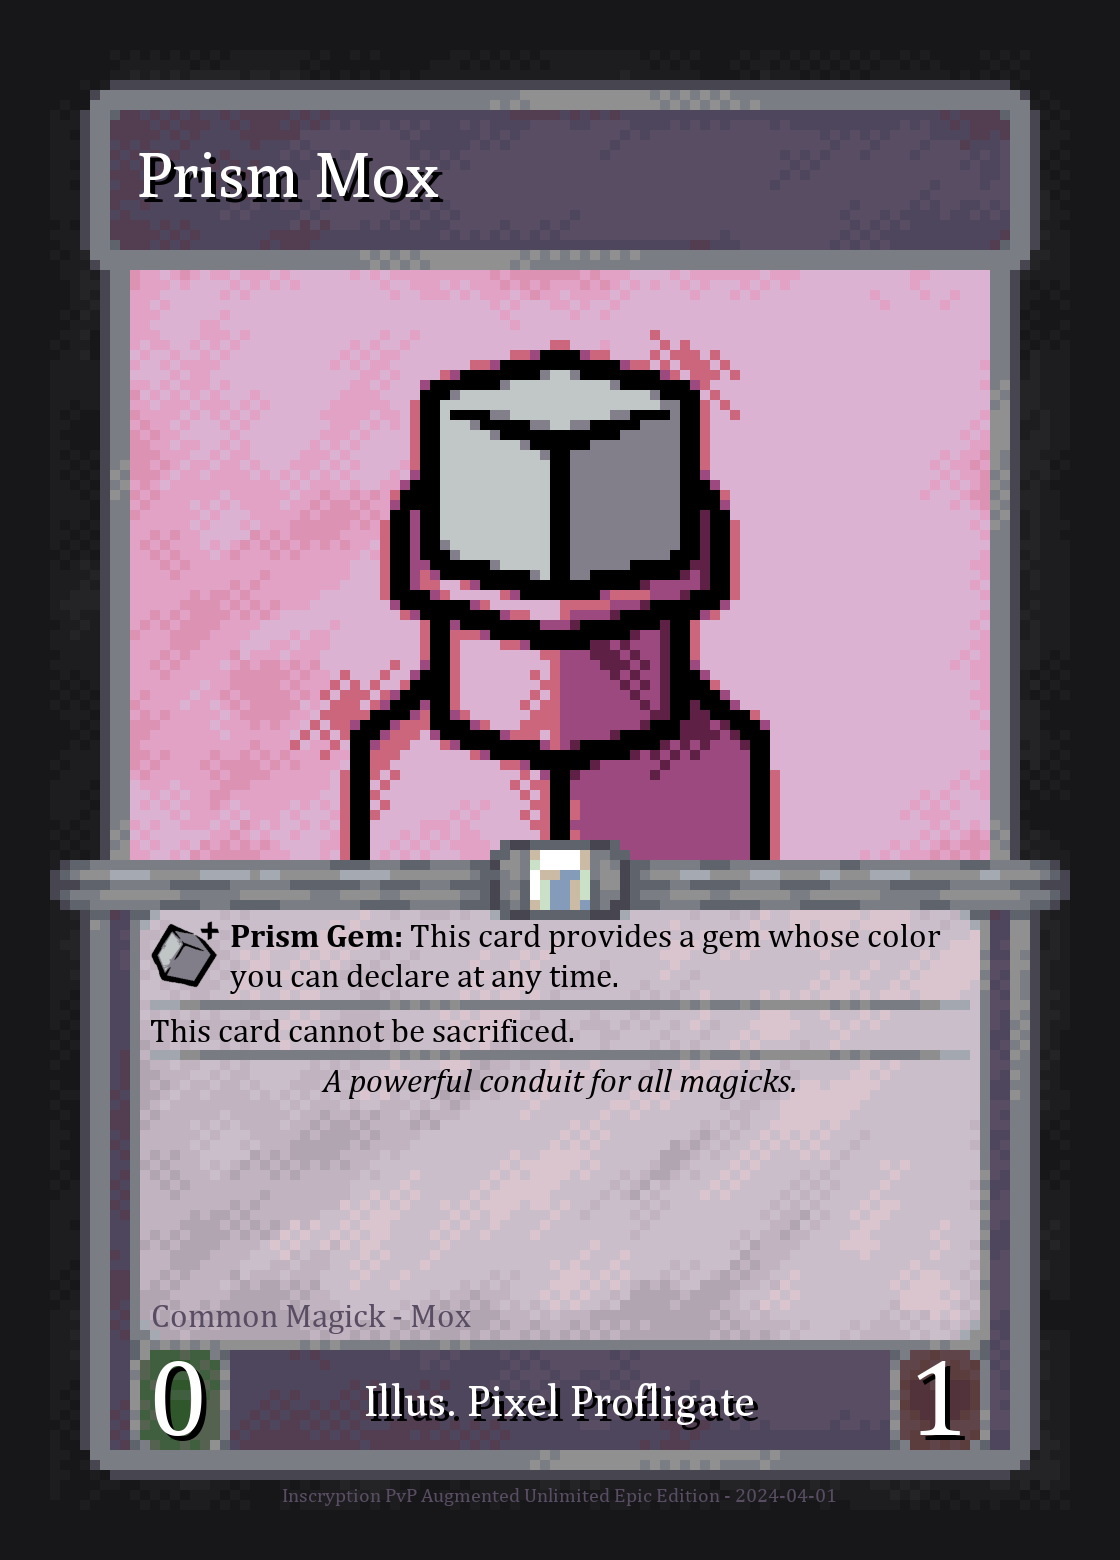 Prism Mox
Prism Gem: This card provides a gem whose color
you can declare at any time.
This card cannot be sacrificed.
A powerful conduit for all magicks.
Common Magick - Mox
0
Illus. Pixel Profligate
1
Inscryption PvP Augmented Unlimited Epic Edition - 2024-04-01